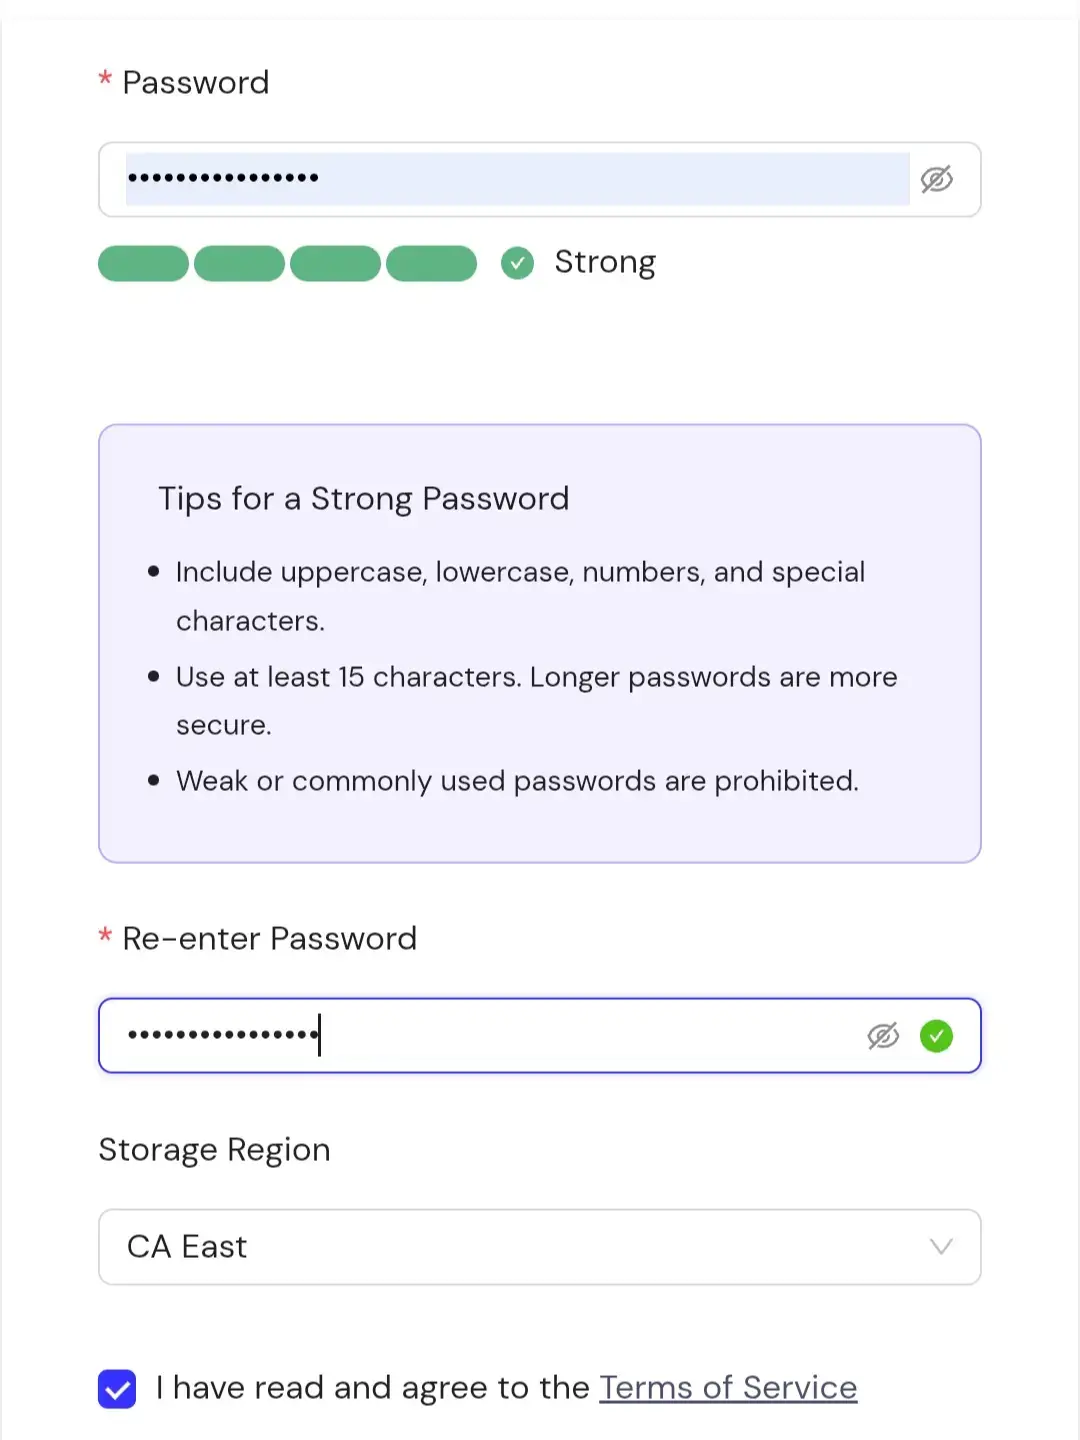 * Password
••••••••••••••••
Strong
Tips for a Strong Password
• Include uppercase, lowercase, numbers, and special
characters.
• Use at least 15 characters. Longer passwords are more
secure.
• Weak or commonly used passwords are prohibited.
* Re-enter Password
••••••••••••••••
Storage Region
CA East
I have read and agree to the Terms of Service